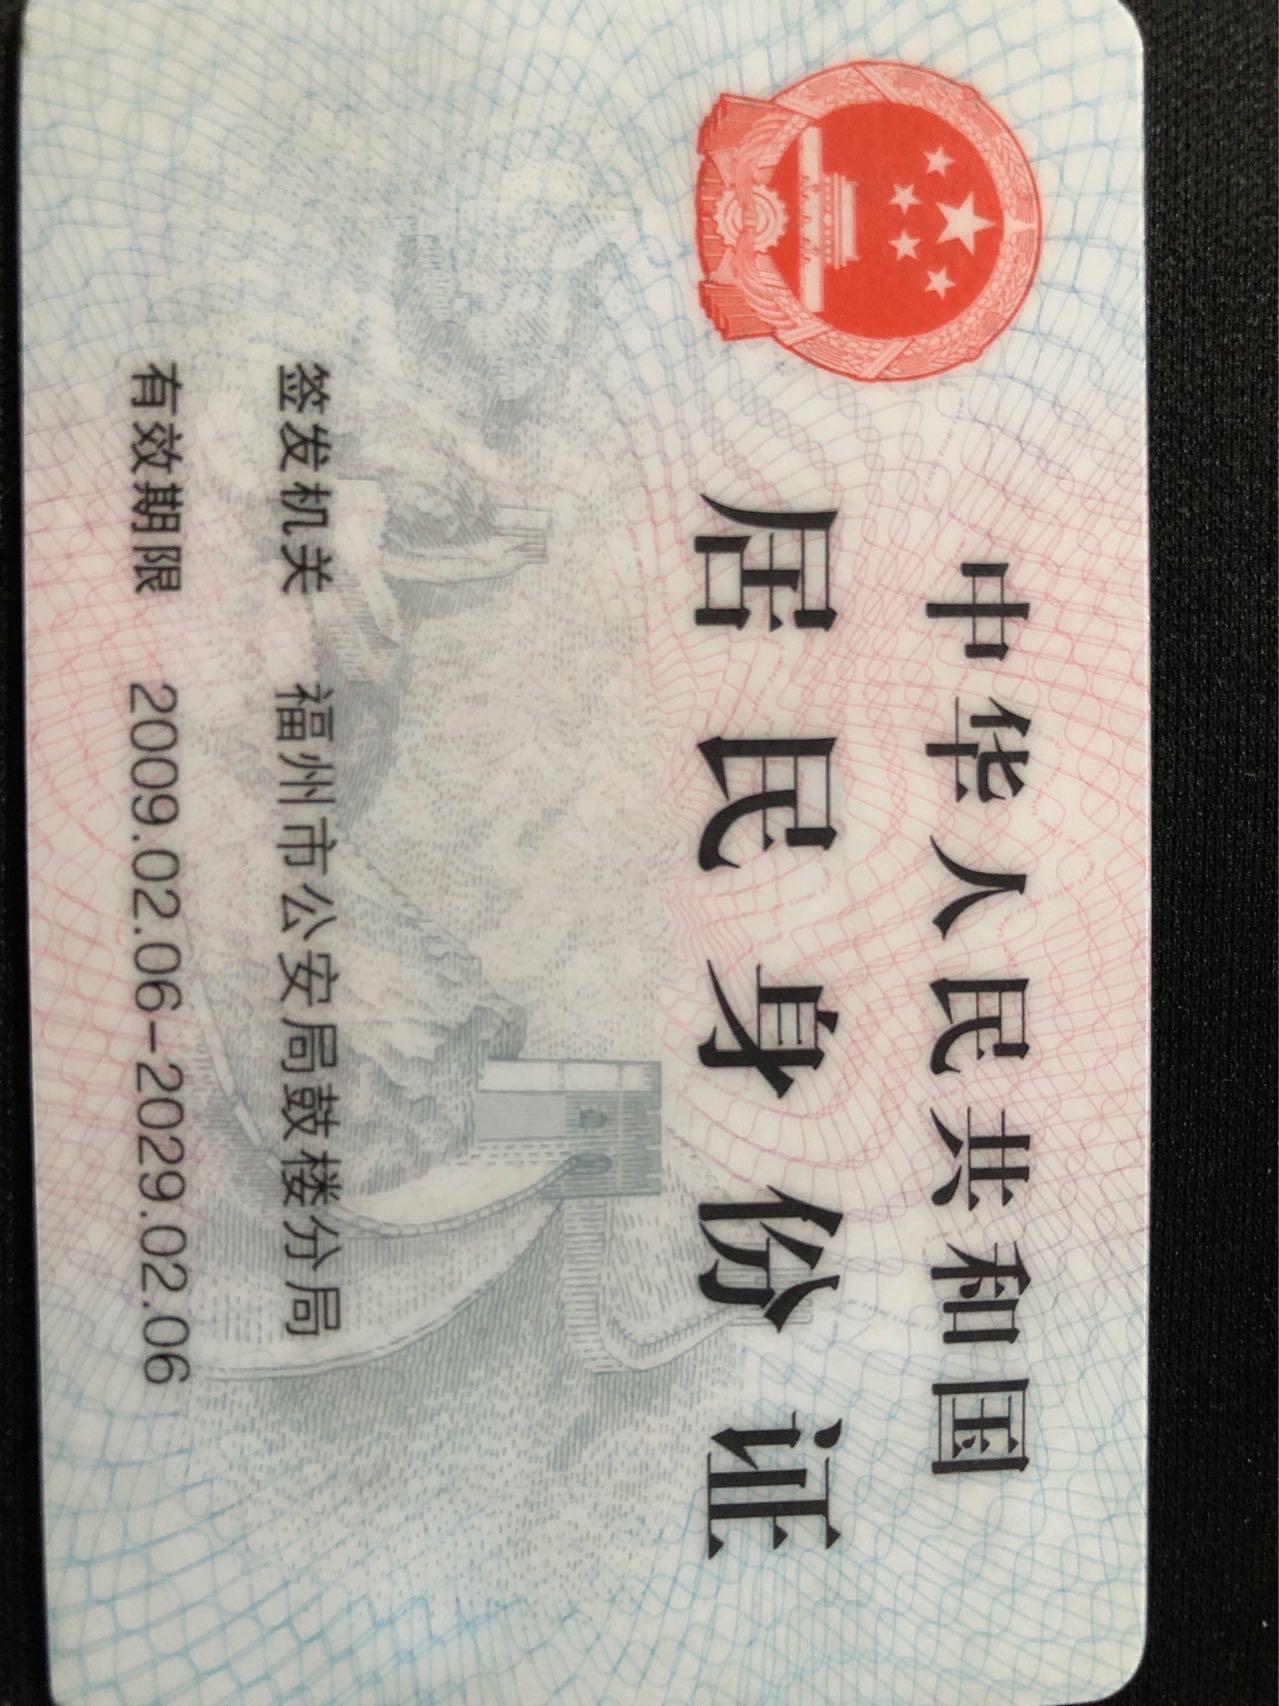 中华人民共和国
居民身份证
签发机关 福州市公安局鼓楼分局
有效期限 2009.02.06-2029.02.06